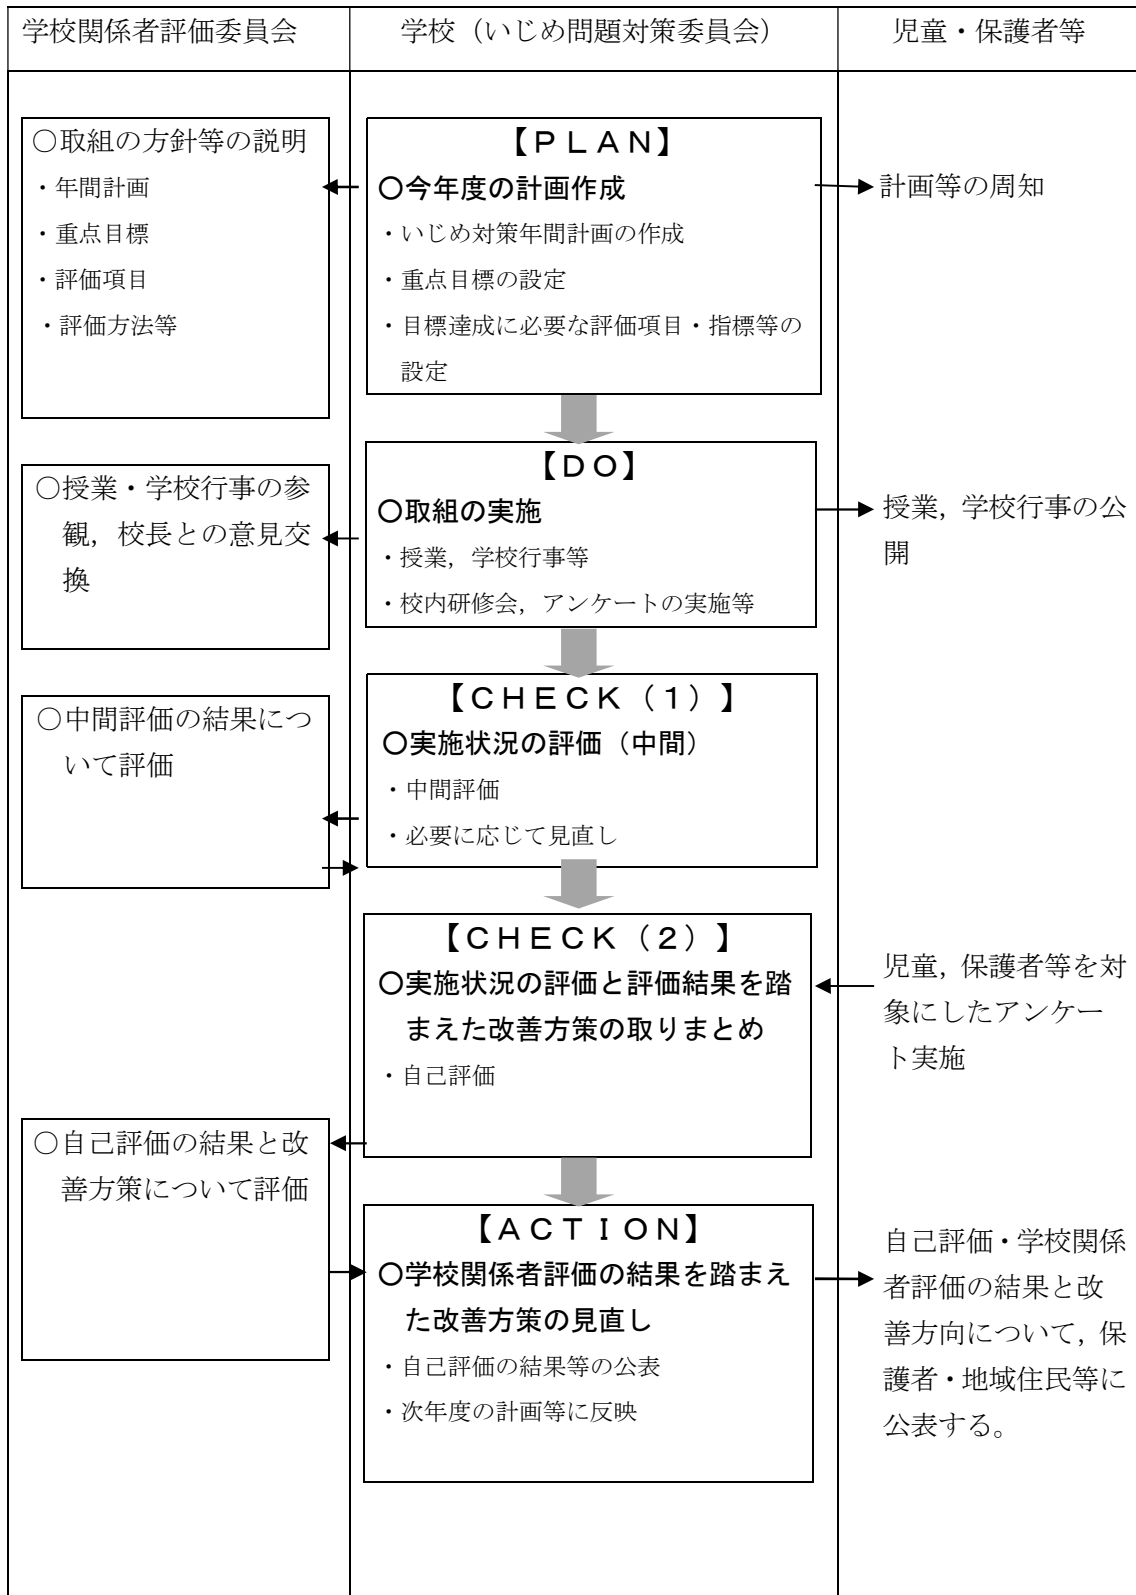 学校関係者評価委員会
学校（いじめ問題対策委員会）
児童・保護者等
○取組の方針等の説明
・年間計画
・重点目標
・評価項目
・評価方法等
【ＰＬＡＮ】
○今年度の計画作成
・いじめ対策年間計画の作成
・重点目標の設定
・目標達成に必要な評価項目・指標等の
設定
計画等の周知
○授業・学校行事の参
観，校長との意見交
換
【ＤＯ】
○取組の実施
・授業，学校行事等
・校内研修会，アンケートの実施等
授業，学校行事の公
開
○中間評価の結果につ
いて評価
【ＣＨＥＣＫ（１）】
○実施状況の評価（中間）
・中間評価
・必要に応じて見直し
【ＣＨＥＣＫ（２）】
○実施状況の評価と評価結果を踏
まえた改善方策の取りまとめ
・自己評価
児童，保護者等を対
象にしたアンケー
ト実施
○自己評価の結果と改
善方策について評価
【ＡＣＴＩＯＮ】
○学校関係者評価の結果を踏まえ
た改善方策の見直し
・自己評価の結果等の公表
・次年度の計画等に反映
自己評価・学校関係
者評価の結果と改
善方向について，保
護者・地域住民等に
公表する。